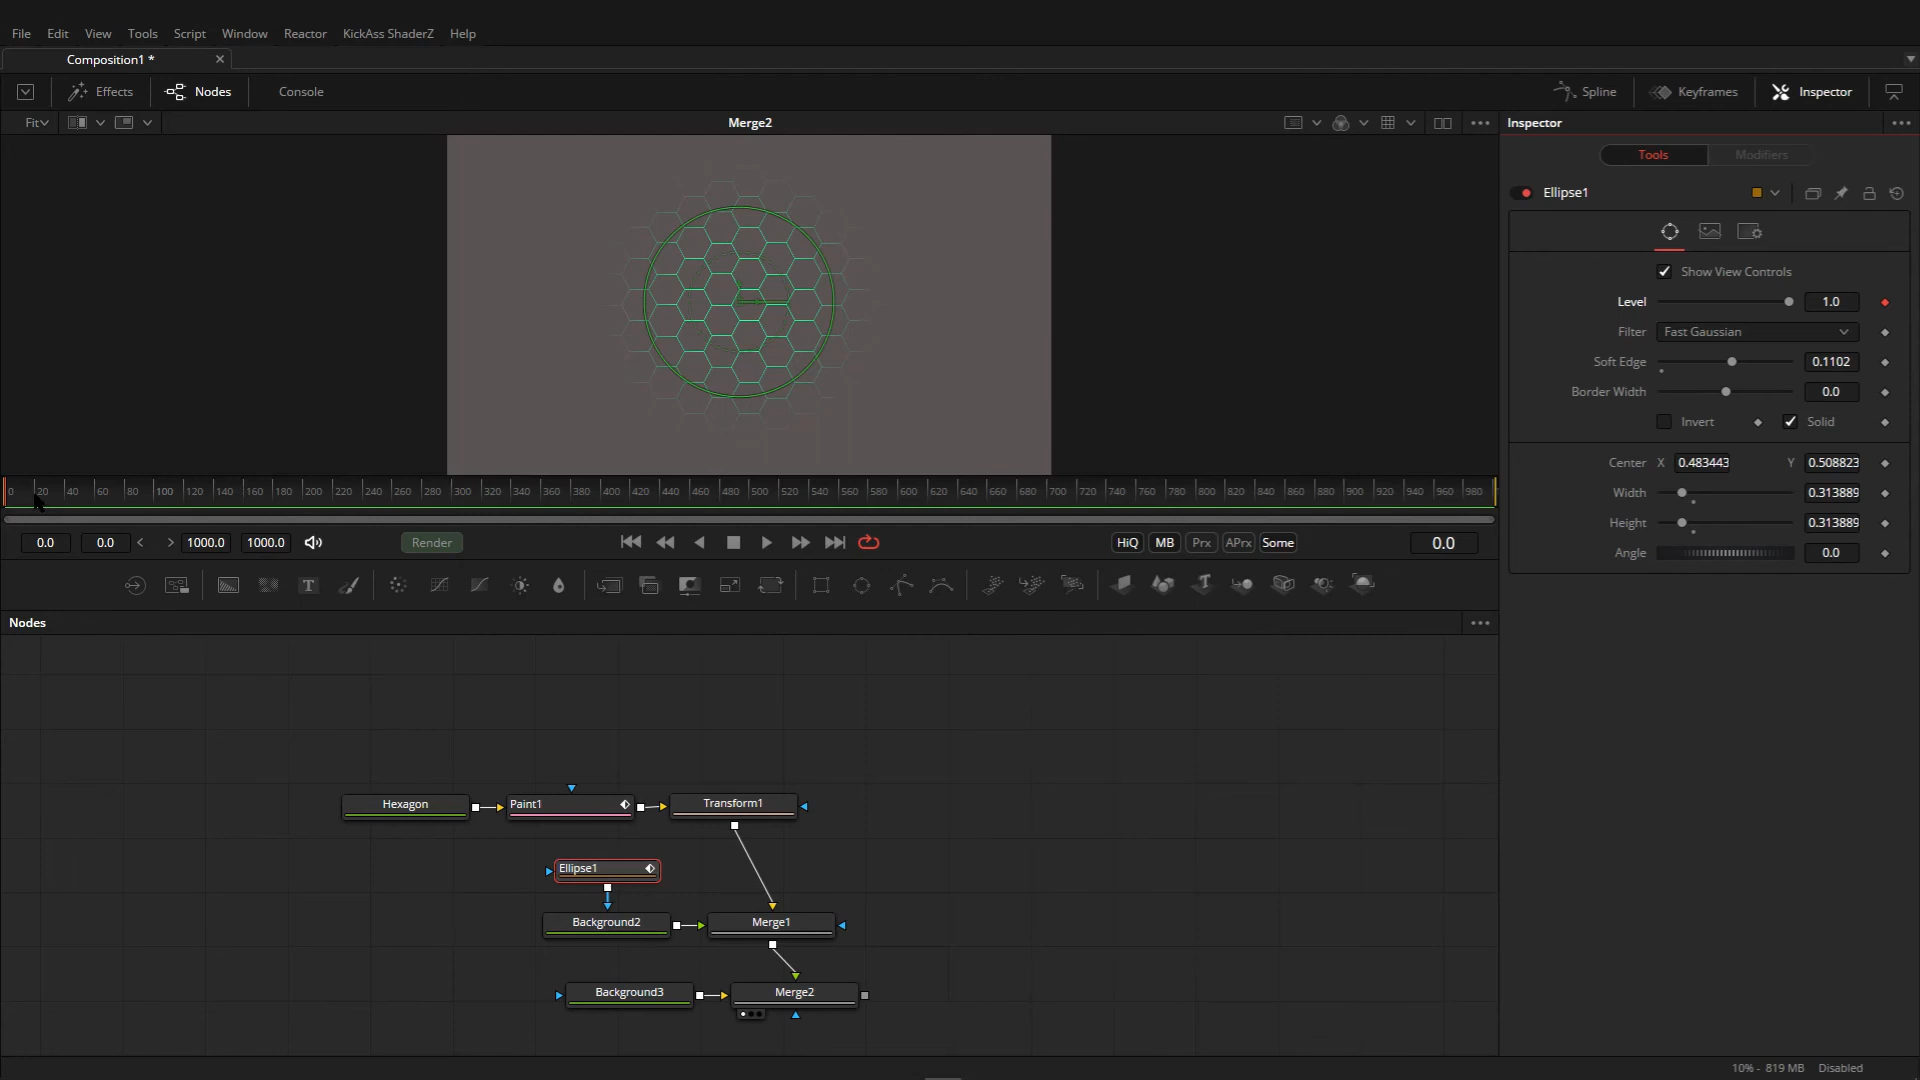 File Edit View Tools Script Window Reactor KickAss ShaderZ Help
Composition1 *
Effects Nodes Console Spline Keyframes Inspector
Fit Merge2 Inspector
Tools Modifiers
Ellipse1
Show View Controls
Level 1.0
Filter Fast Gaussian
Soft Edge 0.1102
Border Width 0.0
Invert Solid
Center X 0.483443 Y 0.508823
Width 0.313889
Height 0.313889
Angle 0.0
0 20 40 60 80 100 120 140 160 180 200 220 240 260 280 300 320 340 360 380 400 420 440 460 480 500 520 540 560 580 600 620 640 660 680 700 720 740 760 780 800 820 840 860 880 900 920 940 960 980
0.0 0.0 < > 1000.0 1000.0 Render HiQ MB Prx APrx Some 0.0
Nodes
Hexagon Paint1 Transform1
Ellipse1
Background2 Merge1
Background3 Merge2
10% - 819 MB Disabled